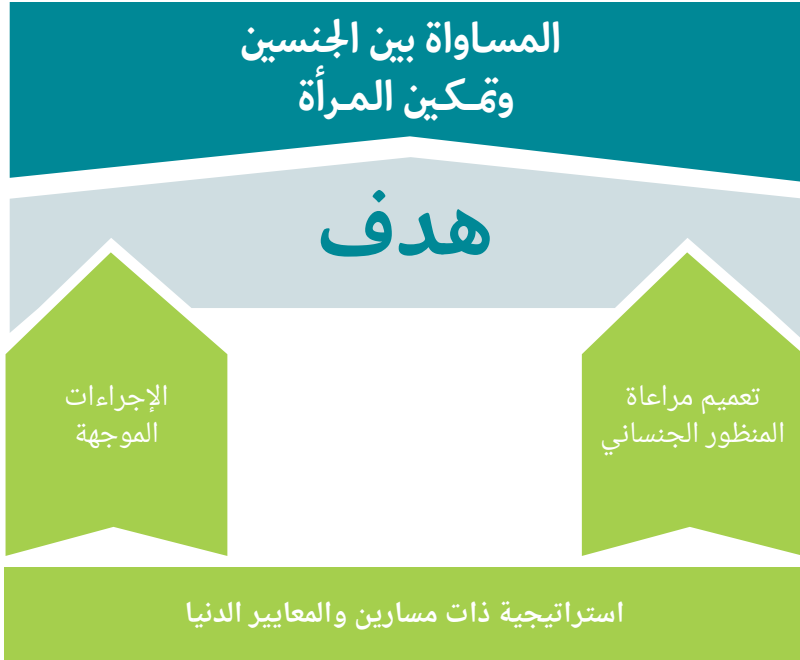 المساواة بين الجنسين
وتمكين المرأة
هدف
تعميم مراعاة
المنظور الجنساني
الإجراءات
الموجهة
استراتيجية ذات مسارين والمعايير الدنيا